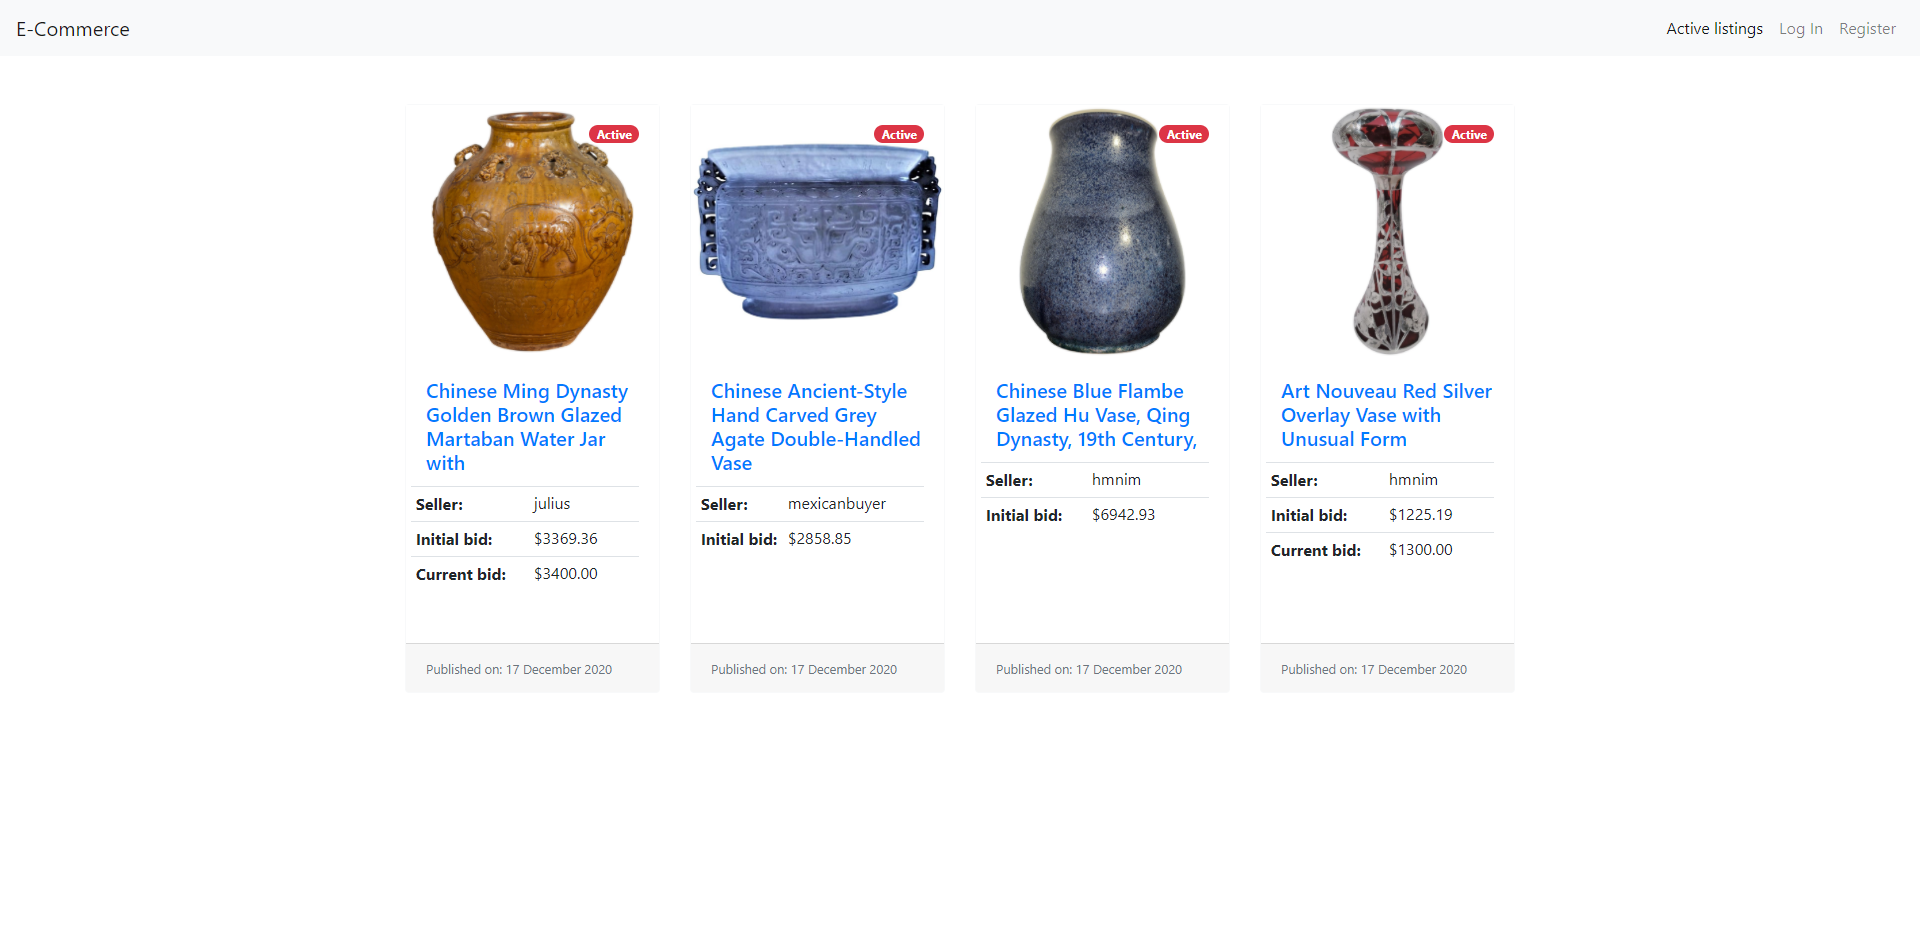 E-Commerce
Active listings Log In Register
Active
Chinese Ming Dynasty
Golden Brown Glazed
Martaban Water Jar
with
Seller: julius
Initial bid: $3369.36
Current bid: $3400.00
Published on: 17 December 2020
Active
Chinese Ancient-Style
Hand Carved Grey
Agate Double-Handled
Vase
Seller: mexicanbuyer
Initial bid: $2858.85
Published on: 17 December 2020
Active
Chinese Blue Flambe
Glazed Hu Vase, Qing
Dynasty, 19th Century,
Seller: hmnim
Initial bid: $6942.93
Published on: 17 December 2020
Active
Art Nouveau Red Silver
Overlay Vase with
Unusual Form
Seller: hmnim
Initial bid: $1225.19
Current bid: $1300.00
Published on: 17 December 2020